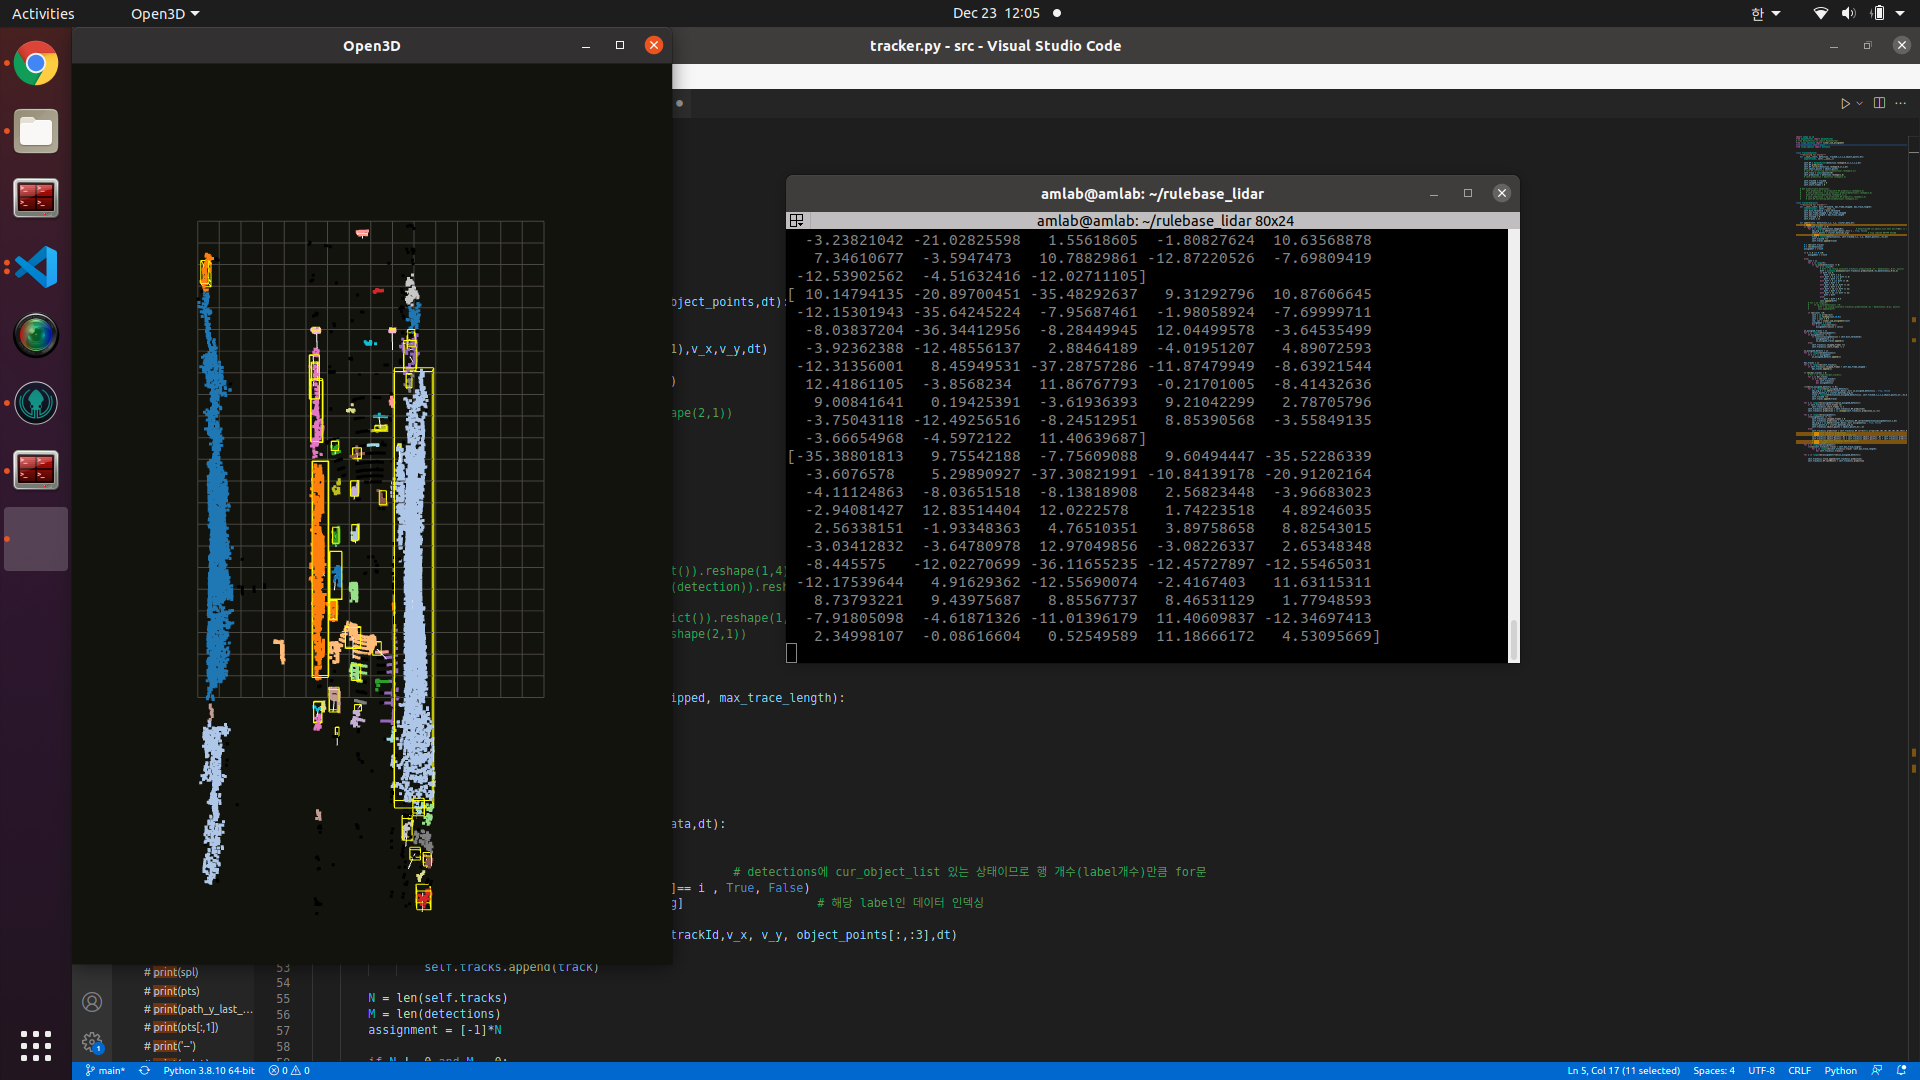 Activities
Open3D
Dec 23 12:05
한
Open3D
tracker.py - src - Visual Studio Code
amlab@amlab: ~/rulebase_lidar
amlab@amlab: ~/rulebase_lidar 80x24
-3.23821042 -21.02825598 1.55618605 -1.80827624 10.63568878
7.34610677 -3.5947473 10.78829861 -12.87220526 -7.69809419
-12.53902562 -4.51632416 -12.02711105]
[ 10.14794135 -20.89700451 -35.48292637 9.31292796 10.87606645
-12.15301943 -35.64245224 -7.95687461 -1.98058924 -7.69999711
-8.03837204 -36.34412956 -8.28449945 12.04499578 -3.64535499
-3.92362388 -12.48556137 2.88464189 -4.01951207 4.89072593
-12.31356001 8.45949531 -37.28757286 -11.87479949 -8.63921544
12.41861105 -3.8568234 11.86767793 -0.21701005 -8.41432636
9.00841641 0.19425391 -3.61936393 9.21042299 2.78705796
-3.75043118 -12.49256516 -8.24512951 8.85390568 -3.55849135
-3.66654968 -4.5972122 11.40639687]
[-35.38801813 9.75542188 -7.75609088 9.60494447 -35.52286339
-3.6076578 5.29890927 -37.30821991 -10.84139178 -20.91202164
-4.11124863 -8.03651518 -8.13818908 2.56823448 -3.96683023
-2.94081427 12.83514404 12.0222578 1.74223518 4.89246035
2.56338151 -1.93348363 4.76510351 3.89758658 8.82543015
-3.03412832 -3.64780978 12.97049856 -3.08226337 2.65348348
-8.445575 -12.02270699 -36.11655235 -12.45727897 -12.55465031
-12.17539644 4.91629362 -12.55690074 -2.4167403 11.63115311
8.73793221 9.43975687 8.85567737 8.46531129 1.77948593
-7.91805098 -4.61871326 -11.01396179 11.40609837 -12.34697413
2.34998107 -0.08616604 0.52549589 11.18666172 4.53095669]
bject_points,dt):
1),v_x,v_y,dt)
)
ape(2,1))
t()).reshape(1,4)
(detection)).resh
ict()).reshape(1,
shape(2,1))
ipped, max_trace_length):
ata,dt):
# detections에 cur_object_list 있는 상태이므로 행 개수(label개수)만큼 for문
]== i , True, False)
g] # 해당 label인 데이터 인덱싱
trackId,v_x, v_y, object_points[:,:3],dt)
53 self.tracks.append(track)
54
55 N = len(self.tracks)
56 M = len(detections)
57 assignment = [-1]*N
58
# print(spl)
# print(pts)
# print(path_y_last_...
# print(pts[:,1])
# print('--')
1
main*
Python 3.8.10 64-bit
0 0
Ln 5, Col 17 (11 selected)
Spaces: 4
UTF-8
CRLF
Python